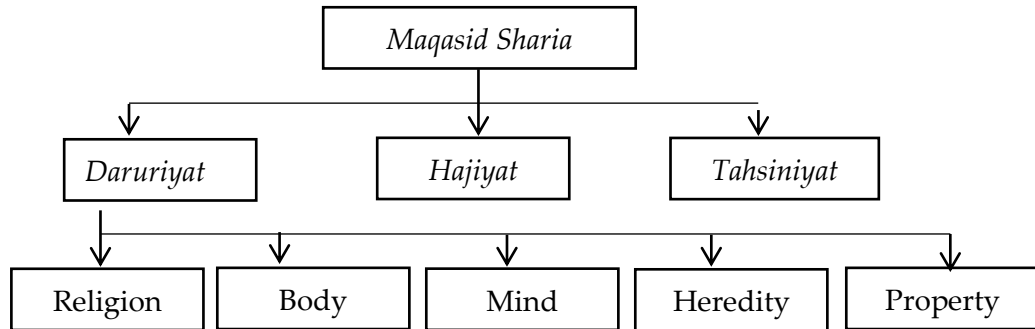 Maqasid Sharia
Daruriyat
Hajiyat
Tahsiniyat
Religion
Body
Mind
Heredity
Property